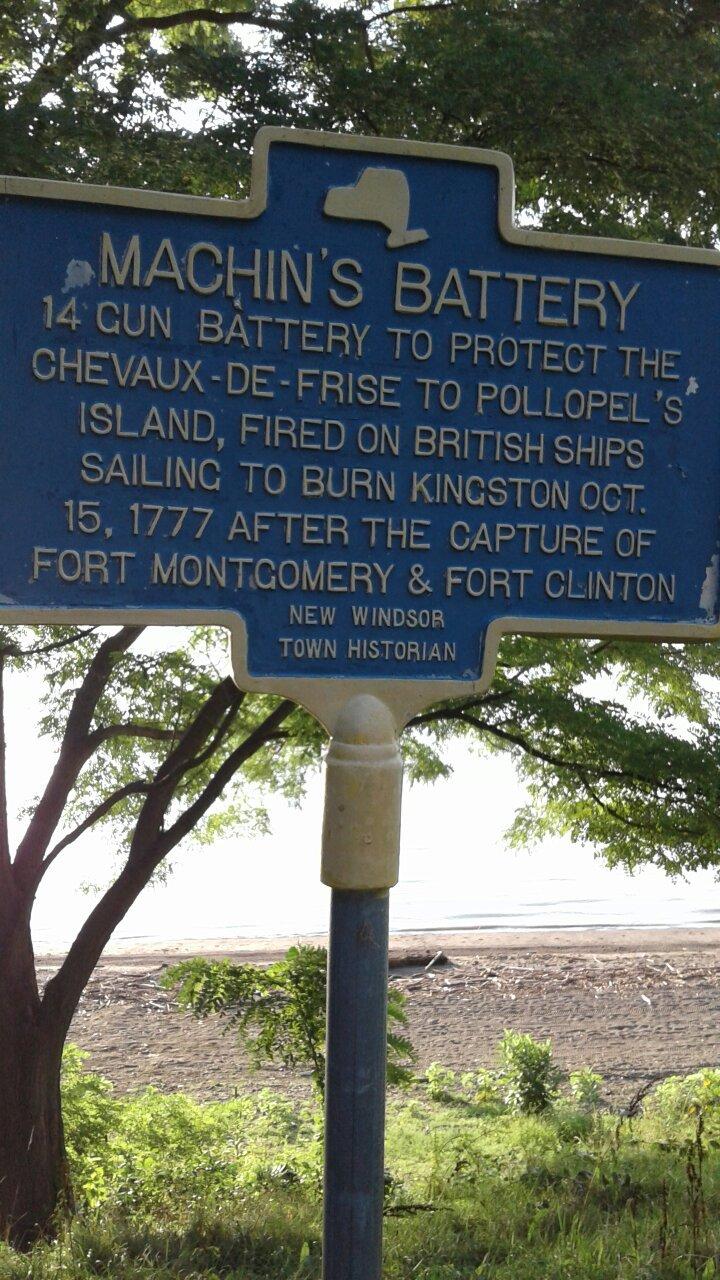 MACHIN'S BATTERY
14 GUN BATTERY TO PROTECT THE
CHEVAUX-DE-FRISE TO POLLOPEL'S
ISLAND, FIRED ON BRITISH SHIPS
SAILING TO BURN KINGSTON OCT.
15, 1777 AFTER THE CAPTURE OF
FORT MONTGOMERY & FORT CLINTON
NEW WINDSOR
TOWN HISTORIAN